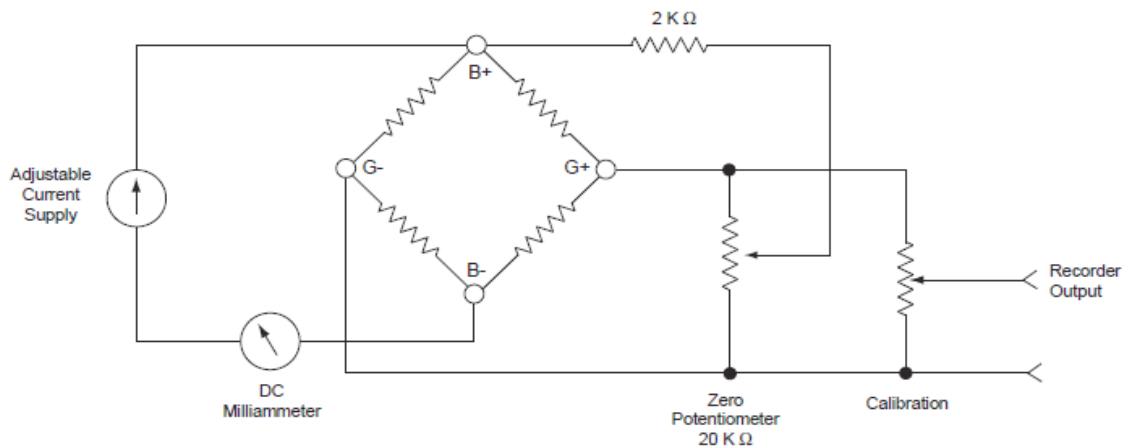 2 K Ω
B+
G-
G+
B-
Adjustable
Current
Supply
Recorder
Output
DC
Milliammeter
Zero
Potentiometer
20 K Ω
Calibration